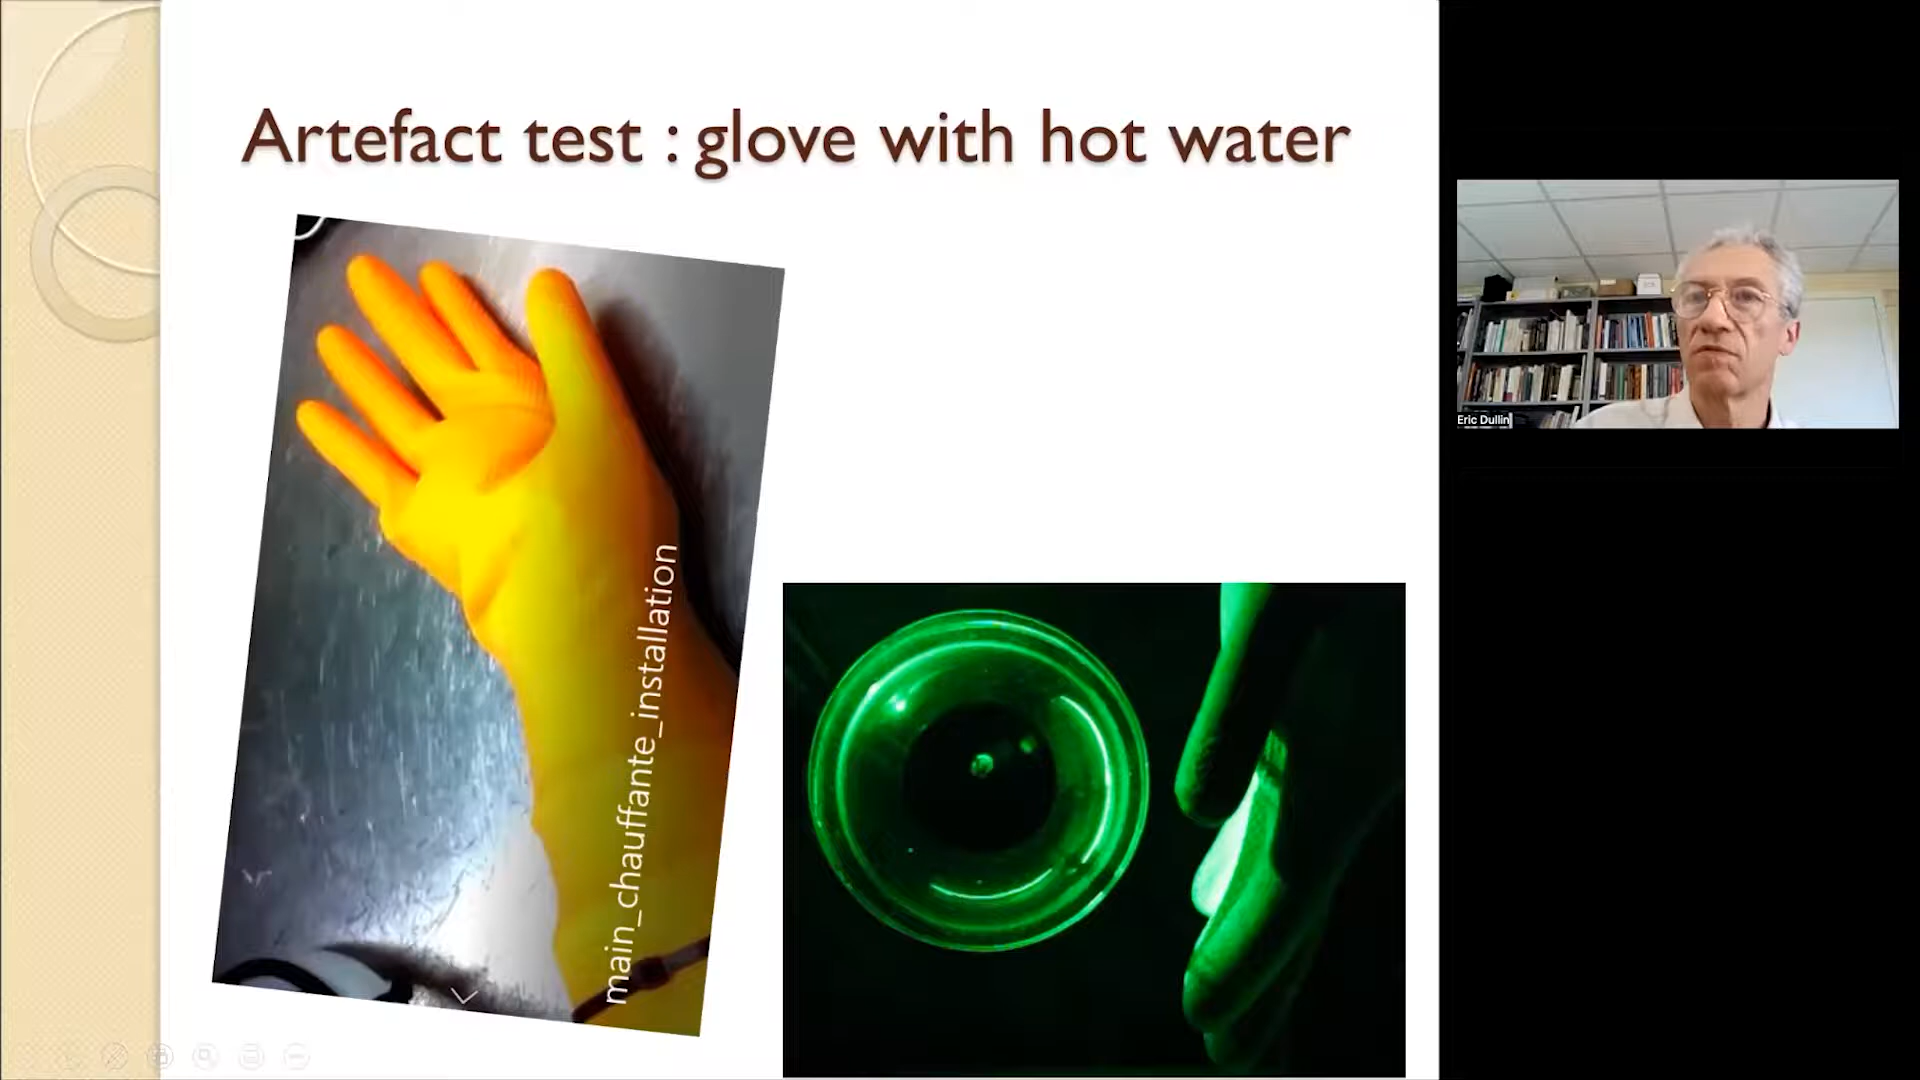 Artefact test : glove with hot water
main_chauffante_installation
Eric Dullin